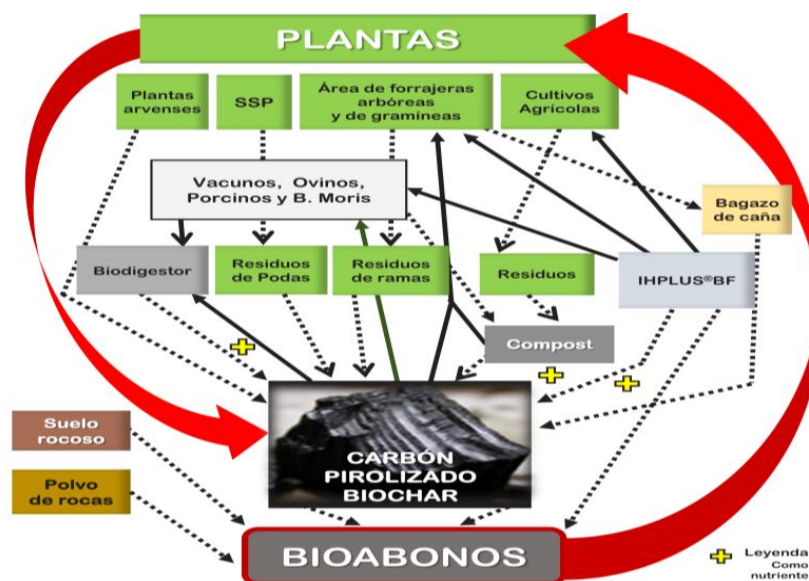 PLANTAS
Plantas
arvenses
SSP
Área de forrajeras
arbóreas
y de gramíneas
Cultivos
Agrícolas
Vacunos, Ovinos,
Porcinos y B. Moris
Bagazo
de caña
Biodigestor
Residuos
de Podas
Residuos
de ramas
Residuos
IHPLUS®BF
Compost
Suelo
rocoso
CARBÓN
PIROLIZADO
BIOCHAR
Polvo
de rocas
BIOABONOS
Leyenda
Como
nutriente